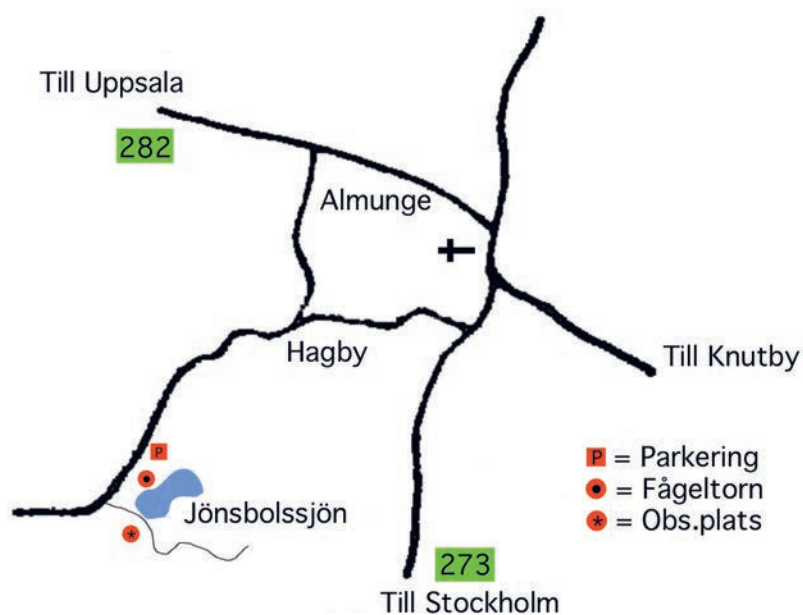 Till Uppsala
282
Almunge
Hagby
Till Knutby
P
P = Parkering
= Fågeltorn
Jönsbolssjön
* = Obs.plats
*
273
Till Stockholm